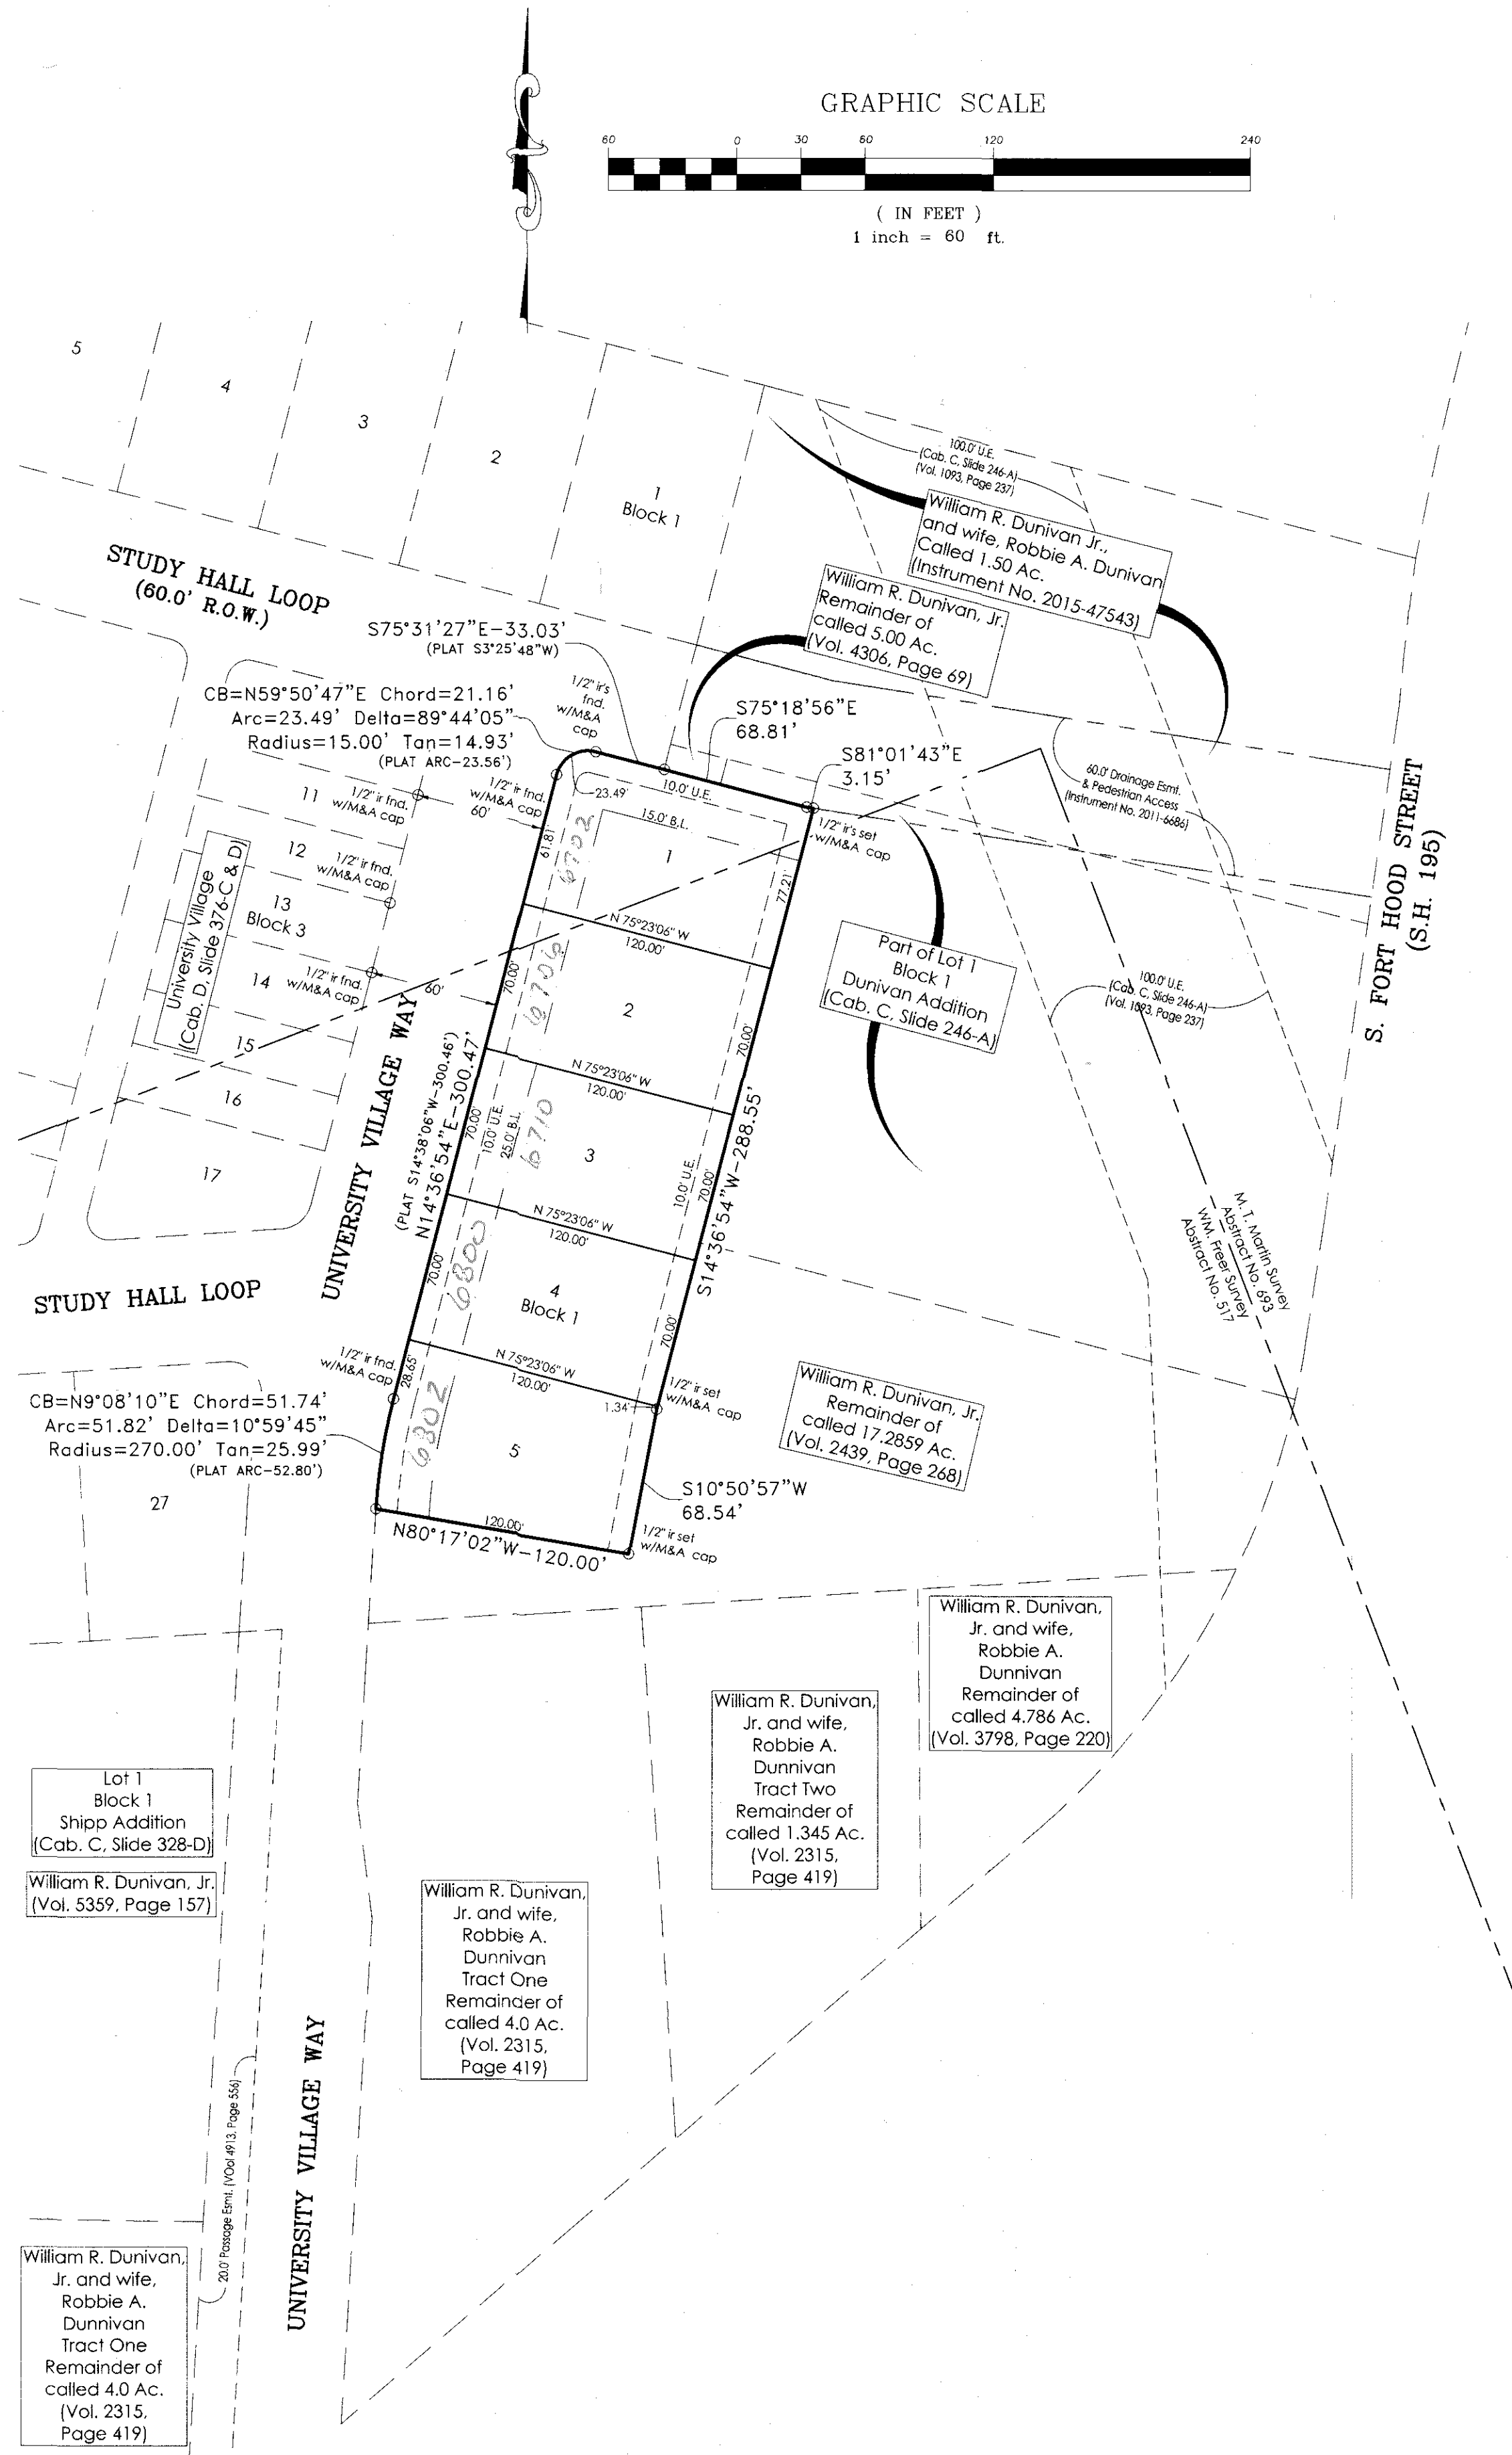 GRAPHIC SCALE
60 0 30 60 120 240
( IN FEET )
1 inch = 60 ft.
5
4
3
2
1
Block 1
100.0' U.E.
(Cab. C, Slide 246-A)
(Vol. 1093, Page 237)
William R. Dunivan Jr.,
and wife, Robbie A. Dunivan
Called 1.50 Ac.
(Instrument No. 2015-47543)
William R. Dunivan, Jr.
Remainder of
called 5.00 Ac.
(Vol. 4306, Page 69)
STUDY HALL LOOP
(60.0' R.O.W.)
S75°31'27"E-33.03'
(PLAT S3°25'48"W)
CB=N59°50'47"E Chord=21.16'
Arc=23.49' Delta=89°44'05"
Radius=15.00' Tan=14.93'
(PLAT ARC-23.56')
1/2" ir's
fnd.
w/M&A
cap
S75°18'56"E
68.81'
S81°01'43"E
3.15'
60.0' Drainage Esmt.
& Pedestrian Access
(Instrument No. 2011-6686)
S. FORT HOOD STREET
(S.H. 195)
1/2" ir fnd.
w/M&A cap
23.49'
10.0' U.E.
15.0' B.L.
1/2" ir's set
w/M&A cap
11
1/2" ir fnd.
w/M&A cap
60'
61.81'
6702
1
77.21'
12
1/2" ir fnd.
w/M&A cap
13
Block 3
University Village
(Cab. D, Slide 376-C & D)
N 75°23'06" W
120.00'
Part of Lot 1
Block 1
Dunivan Addition
(Cab. C, Slide 246-A)
14
1/2" ir fnd.
w/M&A cap
60'
70.00'
6706
2
70.00'
100.0' U.E.
(Cab. C, Slide 246-A)
(Vol. 1093, Page 237)
15
16
17
UNIVERSITY VILLAGE WAY
(PLAT S14°38'06"W-300.46')
N14°36'54"E-300.47'
N 75°23'06" W
120.00'
70.00'
10.0' U.E.
25.0' B.L.
6710
3
10.0' U.E.
70.00'
S14°36'54"W-288.55'
N 75°23'06" W
120.00'
M. T. Martin Survey
Abstract No. 693
WM. Freer Survey
Abstract No. 517
STUDY HALL LOOP
70.00'
6800
4
Block 1
70.00'
1/2" ir fnd.
w/M&A cap
28.65'
N 75°23'06" W
120.00'
1.34'
1/2" ir set
w/M&A cap
William R. Dunivan, Jr.
Remainder of
called 17.2859 Ac.
(Vol. 2439, Page 268)
CB=N9°08'10"E Chord=51.74'
Arc=51.82' Delta=10°59'45"
Radius=270.00' Tan=25.99'
(PLAT ARC-52.80')
27
6802
5
S10°50'57"W
68.54'
120.00'
N80°17'02"W-120.00'
1/2" ir set
w/M&A cap
William R. Dunivan,
Jr. and wife,
Robbie A.
Dunnivan
Remainder of
called 4.786 Ac.
(Vol. 3798, Page 220)
William R. Dunivan,
Jr. and wife,
Robbie A.
Dunnivan
Tract Two
Remainder of
called 1.345 Ac.
(Vol. 2315,
Page 419)
Lot 1
Block 1
Shipp Addition
(Cab. C, Slide 328-D)
William R. Dunivan, Jr.
(Vol. 5359, Page 157)
William R. Dunivan,
Jr. and wife,
Robbie A.
Dunnivan
Tract One
Remainder of
called 4.0 Ac.
(Vol. 2315,
Page 419)
20.0' Passage Esmt. (VOol 4913, Page 556)
UNIVERSITY VILLAGE WAY
William R. Dunivan,
Jr. and wife,
Robbie A.
Dunnivan
Tract One
Remainder of
called 4.0 Ac.
(Vol. 2315,
Page 419)